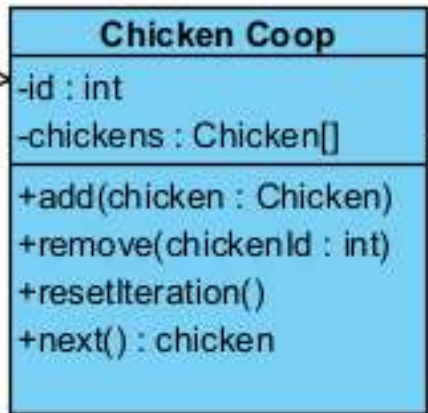 Chicken Coop
-id : int
-chickens : Chicken[]
+add(chicken : Chicken)
+remove(chickenId : int)
+resetIteration()
+next() : chicken